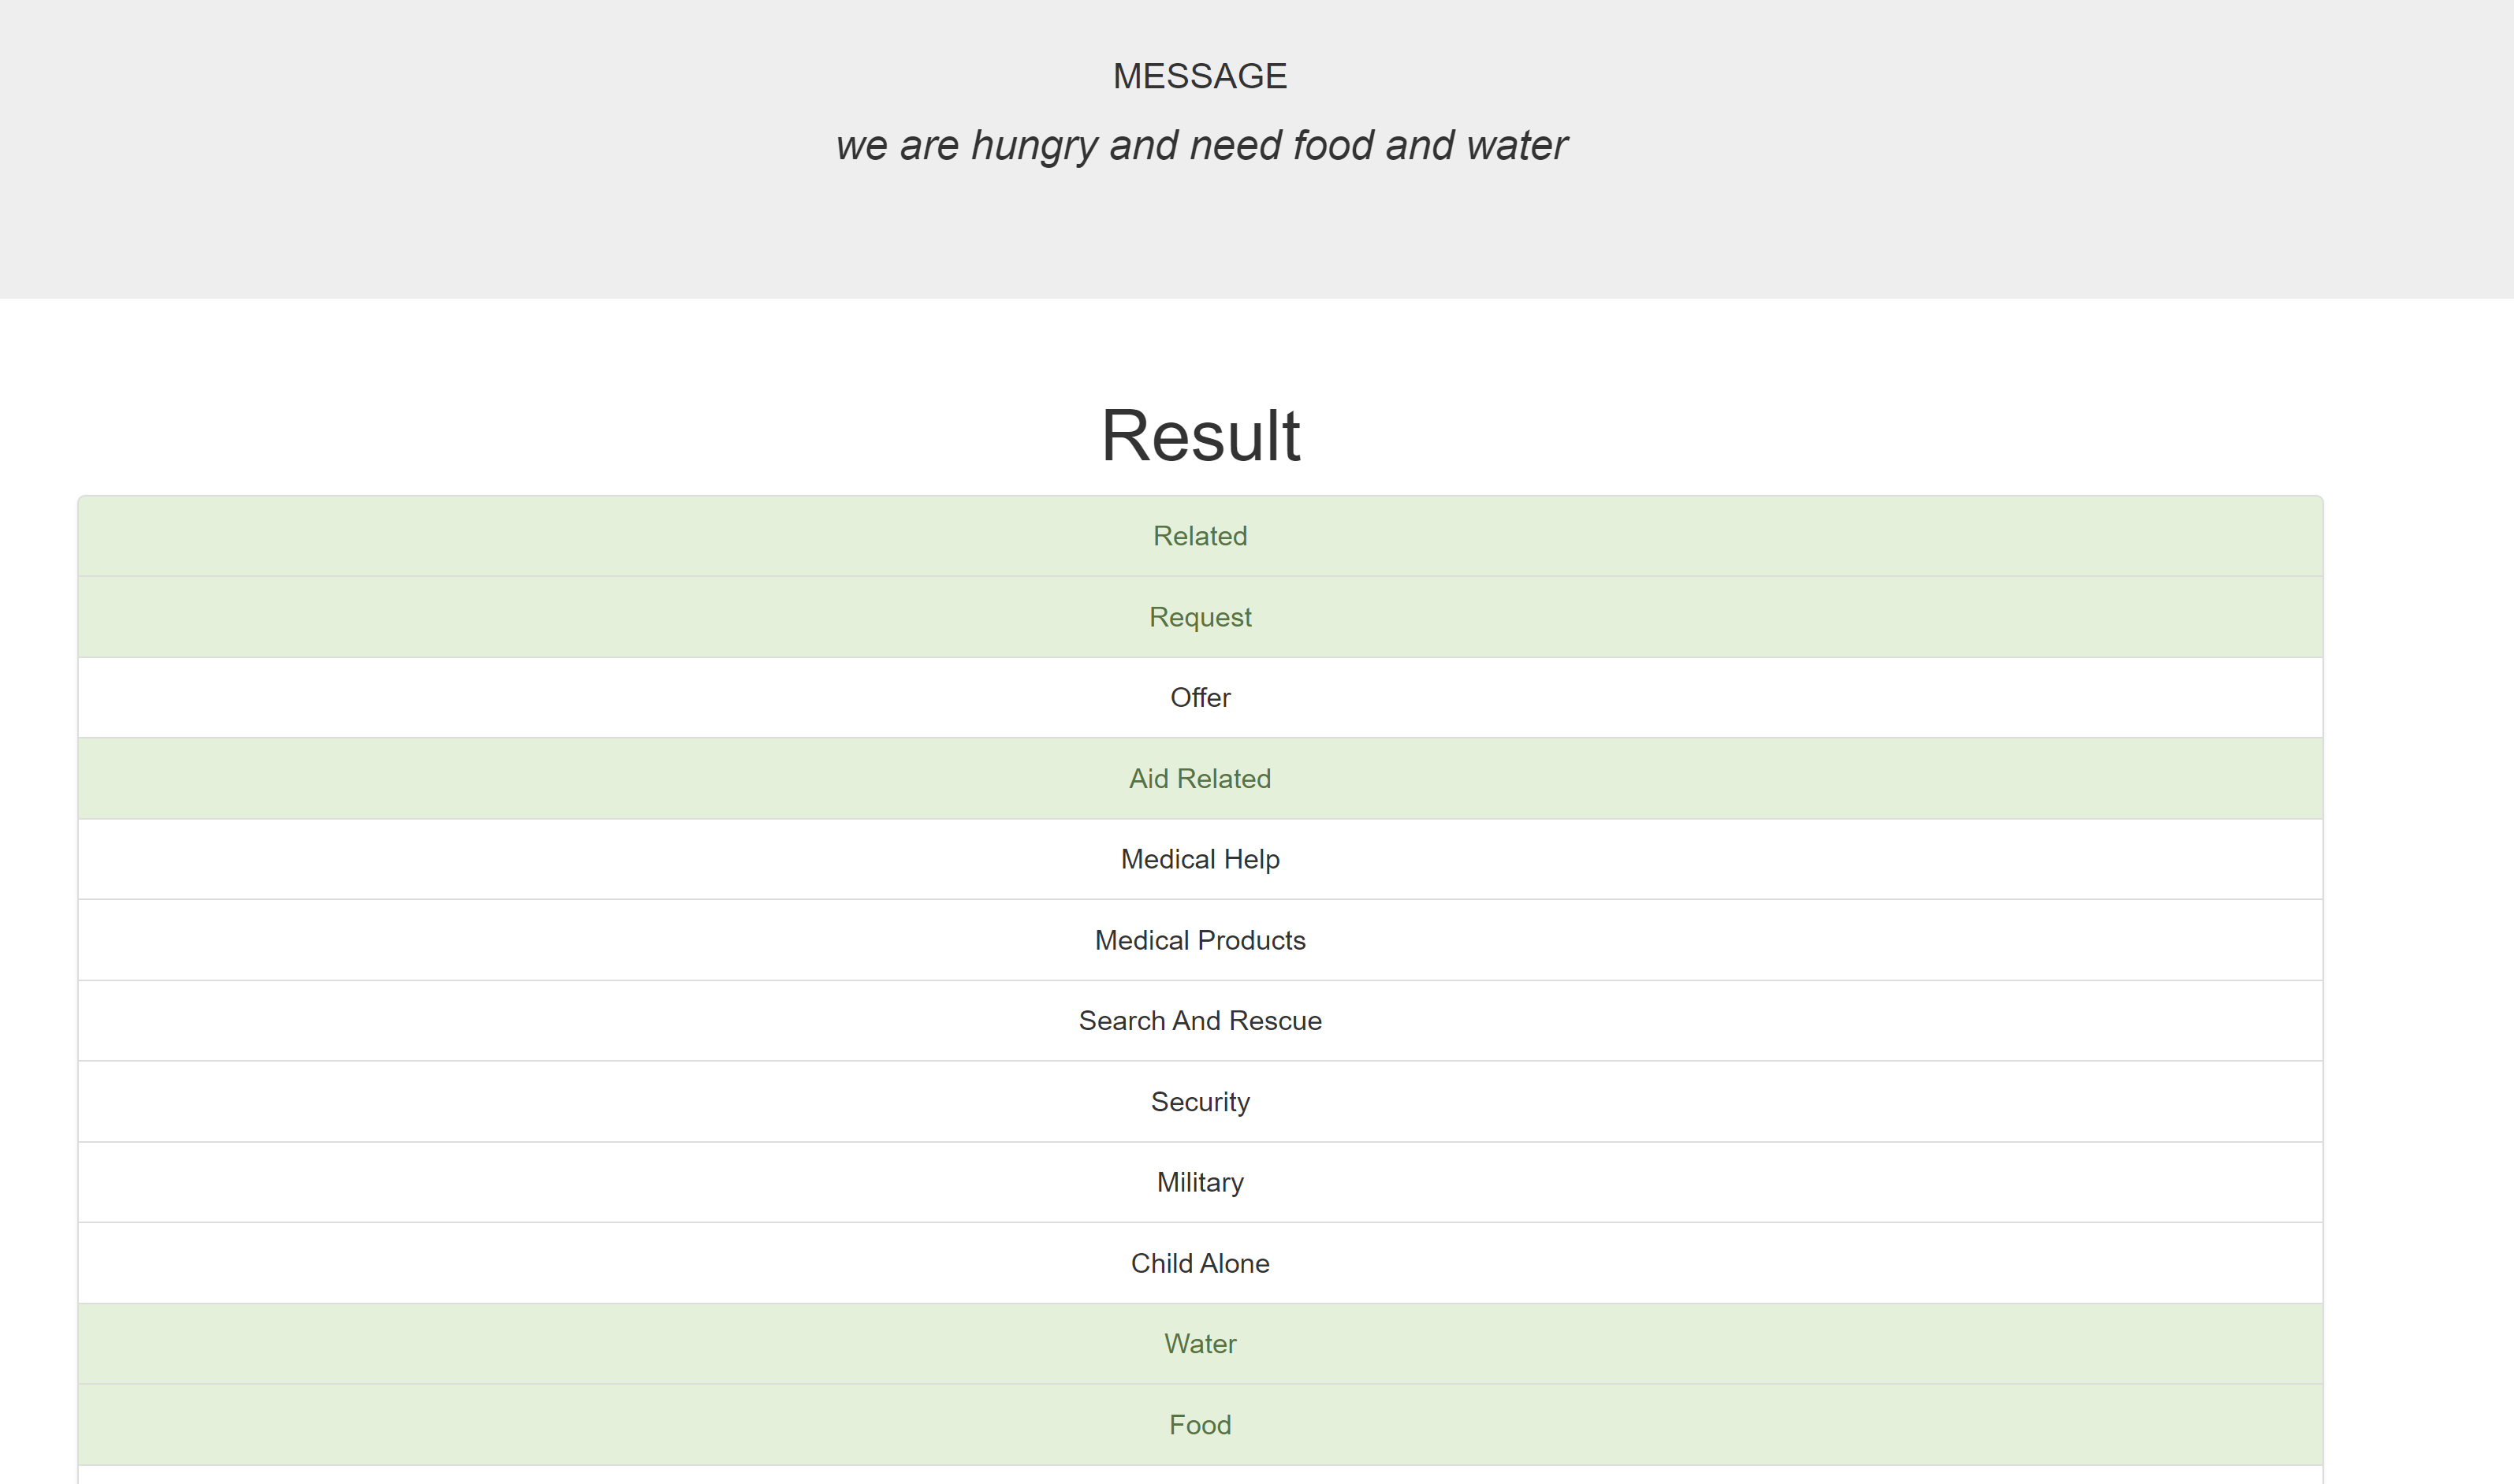 MESSAGE
we are hungry and need food and water
Result
Related
Request
Offer
Aid Related
Medical Help
Medical Products
Search And Rescue
Security
Military
Child Alone
Water
Food